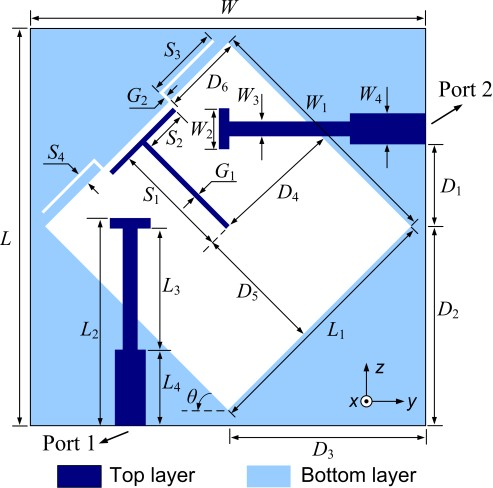 W
S3
D6
Port 2
G2
W3
W1
W4
W2
S2
S4
G1
D1
S1
D4
L
D5
L3
D2
L2
L1
z
L4
θ
x
y
Port 1
D3
Top layer
Bottom layer